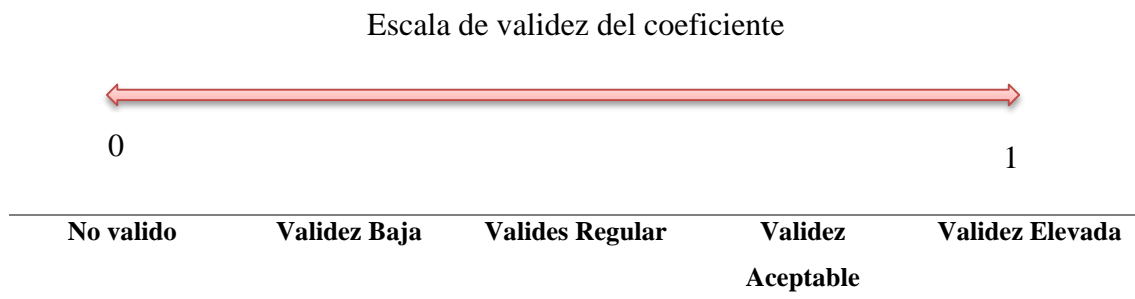 Escala de validez del coeficiente
0
1
No valido Validez Baja Valides Regular Validez Validez Elevada
Aceptable